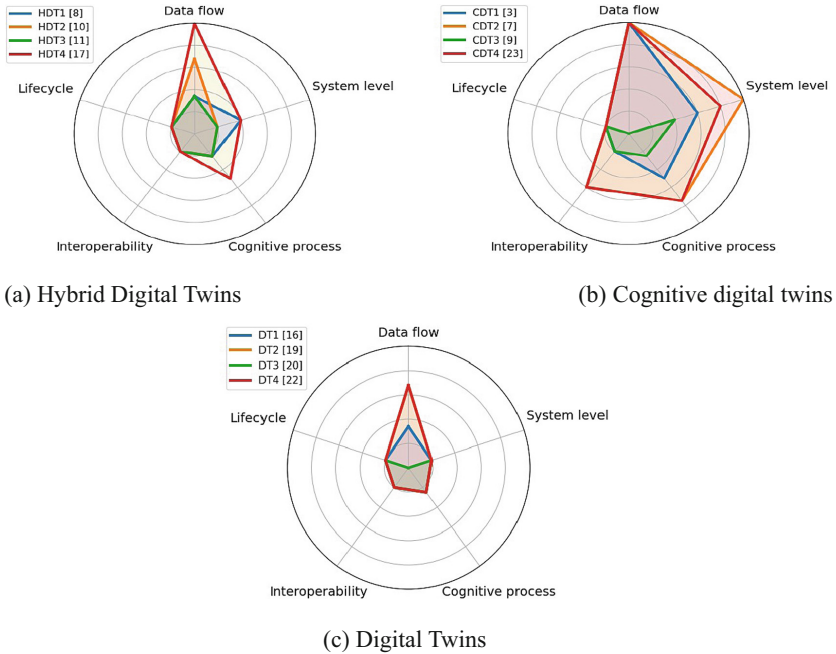 HDT1 [8]
HDT2 [10]
HDT3 [11]
HDT4 [17]
Data flow
System level
Lifecycle
Interoperability
Cognitive process
(a) Hybrid Digital Twins
CDT1 [3]
CDT2 [7]
CDT3 [9]
CDT4 [23]
Data flow
System level
Lifecycle
Interoperability
Cognitive process
(b) Cognitive digital twins
DT1 [16]
DT2 [19]
DT3 [20]
DT4 [22]
Data flow
System level
Lifecycle
Interoperability
Cognitive process
(c) Digital Twins